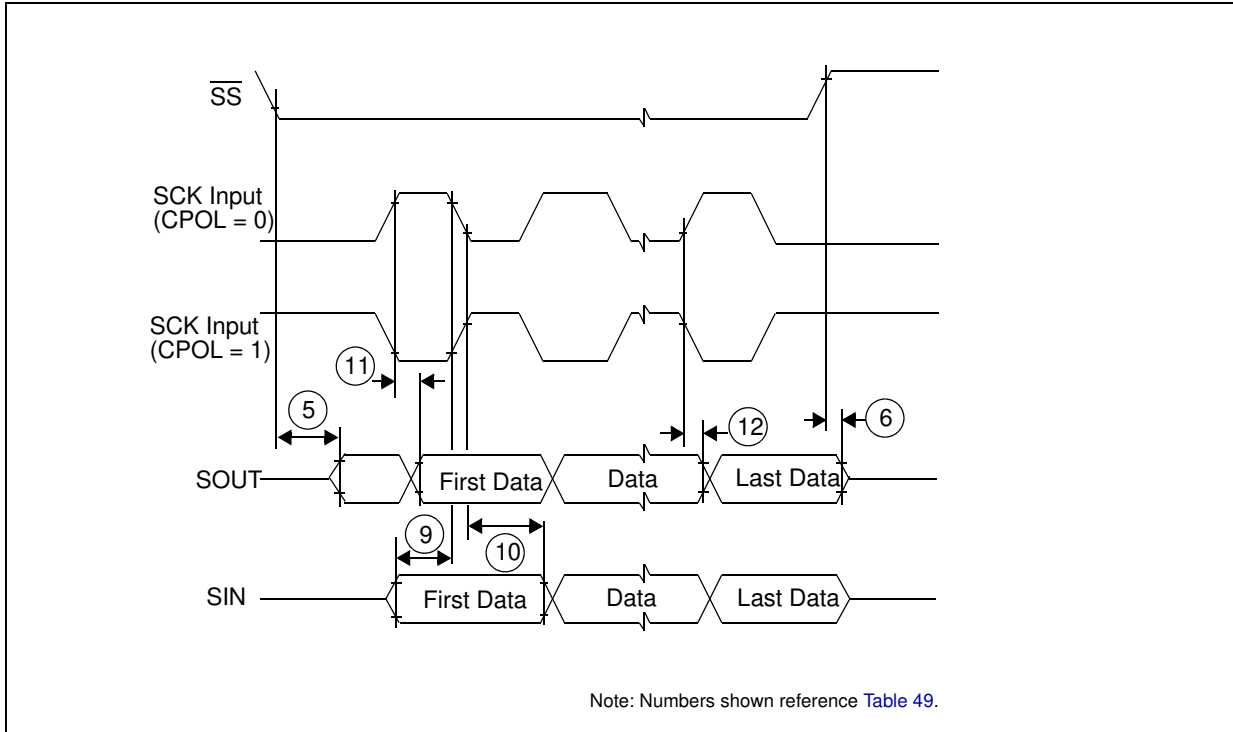 SS
SCK Input
(CPOL = 0)
SCK Input
(CPOL = 1)
11
5
12
6
SOUT
First Data
Data
Last Data
9
10
SIN
First Data
Data
Last Data
Note: Numbers shown reference Table 49.